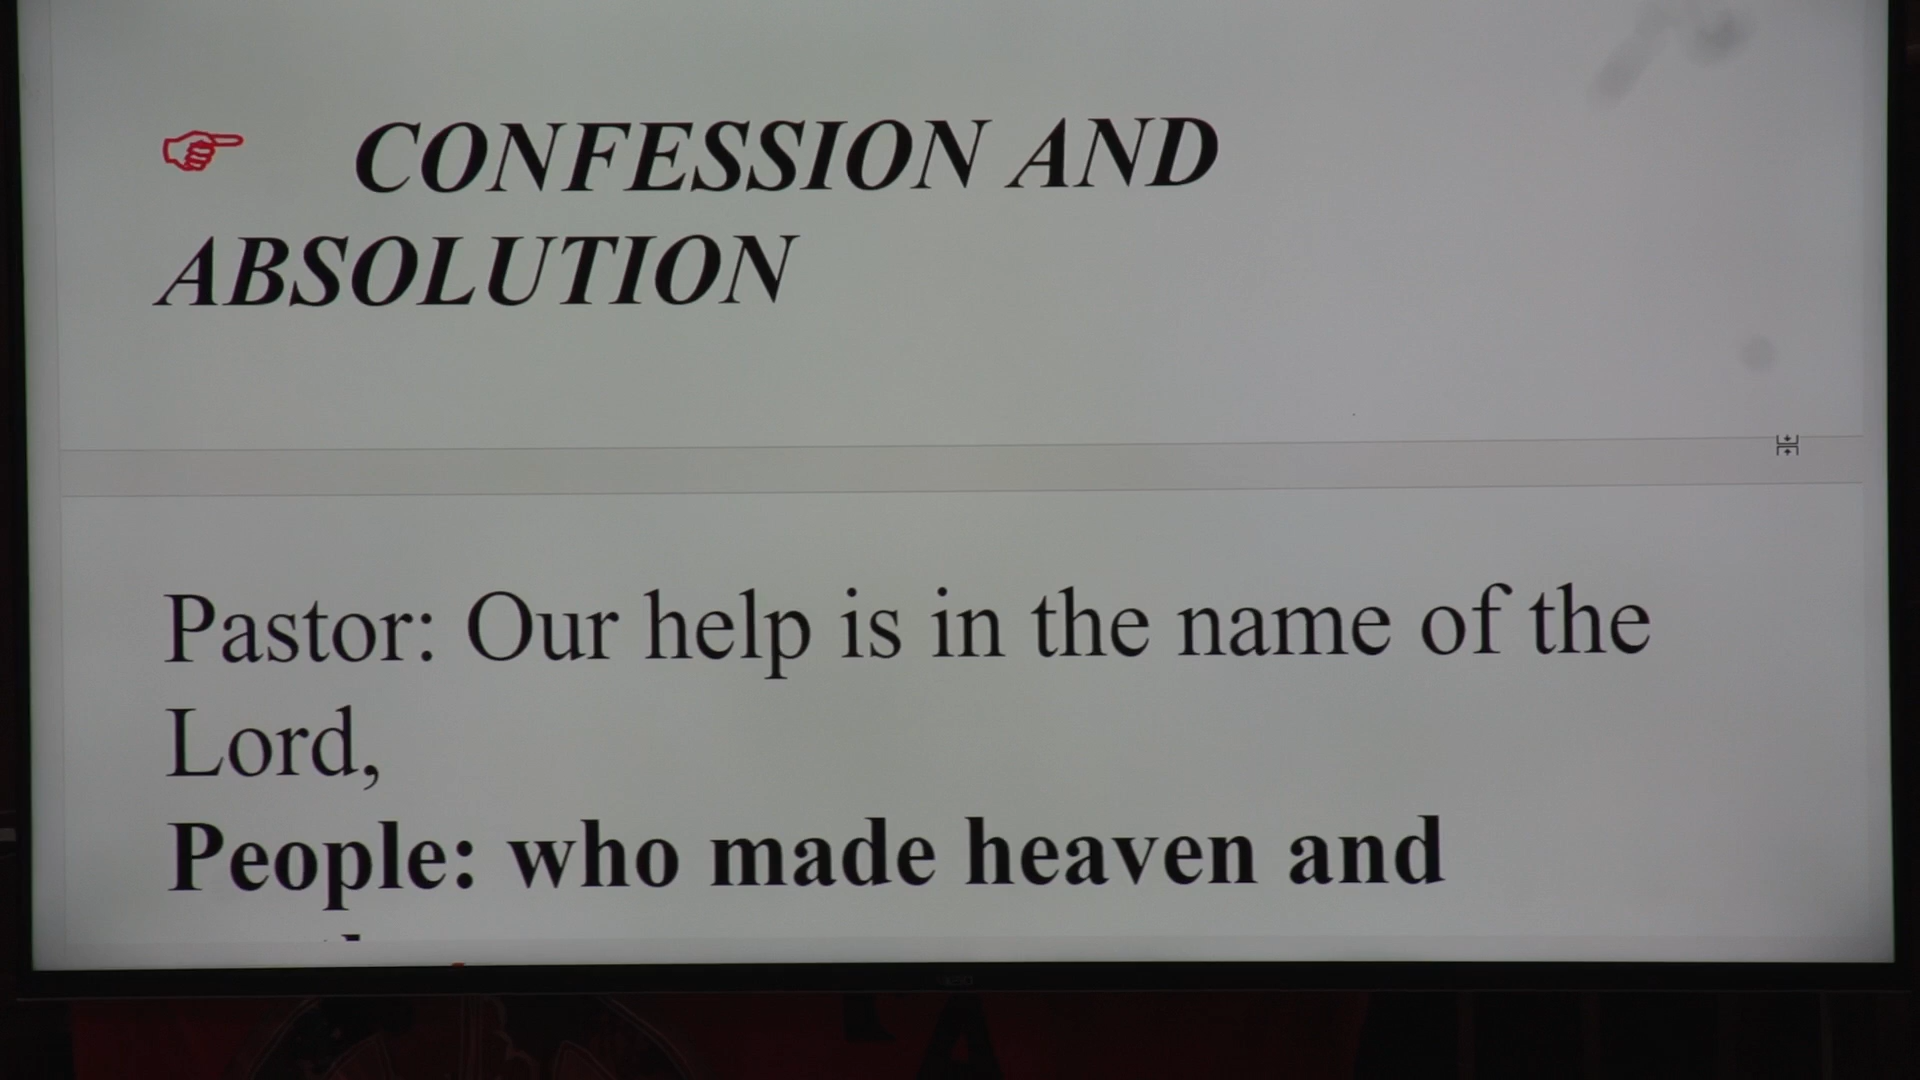 CONFESSION AND
ABSOLUTION
Pastor: Our help is in the name of the
Lord,
People: who made heaven and